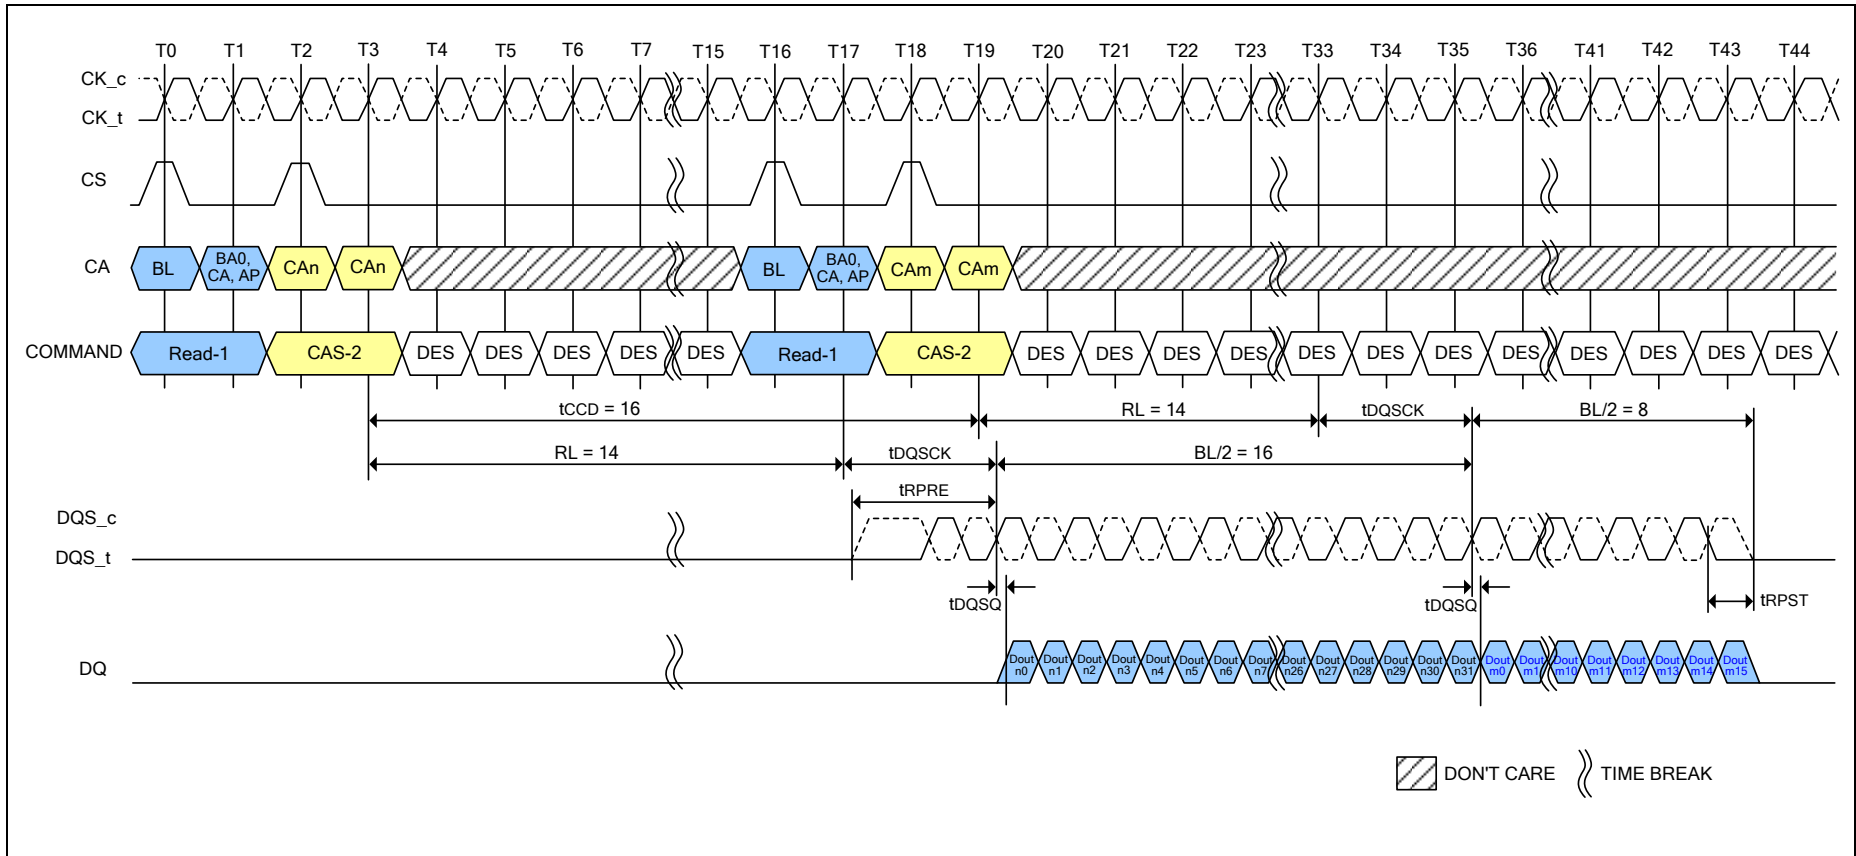 T0 T1 T2 T3 T4 T5 T6 T7 T15 T16 T17 T18 T19 T20 T21 T22 T23 T33 T34 T35 T36 T41 T42 T43 T44
CK_c
CK_t
CS
CA BL BA0, CA, AP CAn CAn BL BA0, CA, AP CAm CAm
COMMAND Read-1 CAS-2 DES DES DES DES DES Read-1 CAS-2 DES DES DES DES DES DES DES DES DES DES DES DES
tCCD = 16 RL = 14 tDQSCK BL/2 = 8
RL = 14 tDQSCK BL/2 = 16
tRPRE
DQS_c
DQS_t
tDQSQ tDQSQ tRPST
DQ Dout n0 Dout n1 Dout n2 Dout n3 Dout n4 Dout n5 Dout n6 Dout n7 Dout n26 Dout n27 Dout n28 Dout n29 Dout n30 Dout n31 Dout m0 Dout m1 Dout m10 Dout m11 Dout m12 Dout m13 Dout m14 Dout m15
DON'T CARE TIME BREAK